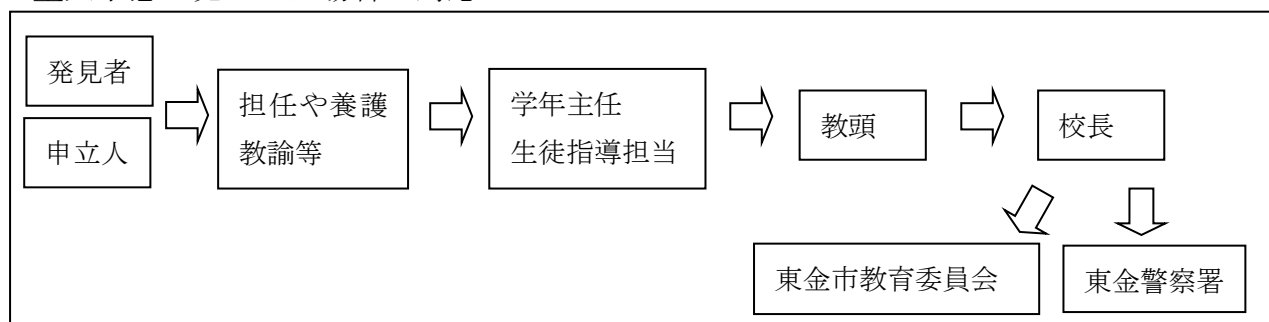 発見者
申立人
担任や養護
教諭等
学年主任
生徒指導担当
教頭
校長
東金市教育委員会
東金警察署